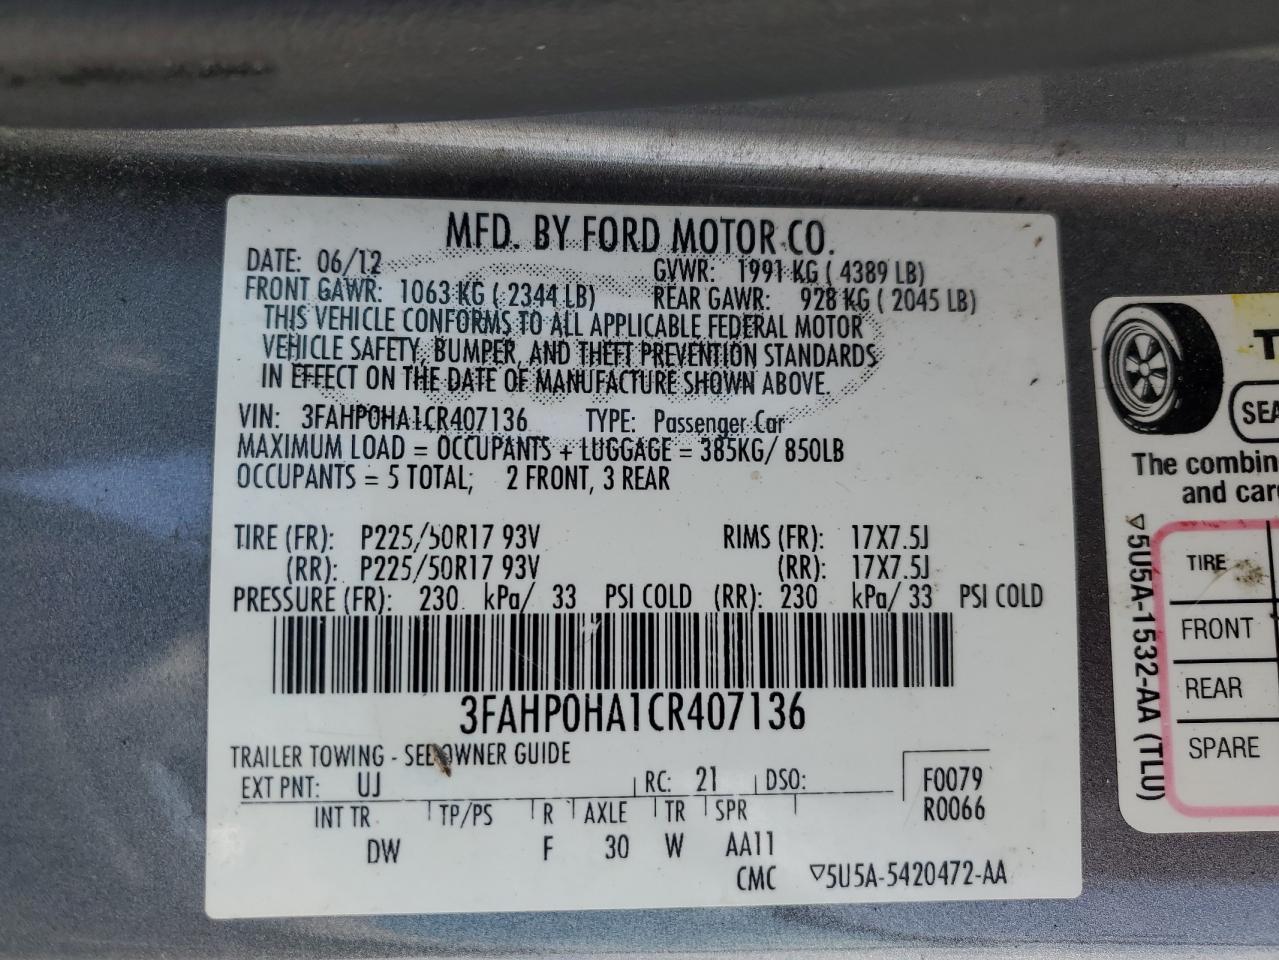 MFD. BY FORD MOTOR CO.
DATE: 06/12 GVWR: 1991 KG ( 4389 LB)
FRONT GAWR: 1063 KG ( 2344 LB) REAR GAWR: 928 KG ( 2045 LB)
THIS VEHICLE CONFORMS TO ALL APPLICABLE FEDERAL MOTOR
VEHICLE SAFETY, BUMPER, AND THEFT PREVENTION STANDARDS
IN EFFECT ON THE DATE OF MANUFACTURE SHOWN ABOVE.
VIN: 3FAHP0HA1CR407136 TYPE: Passenger Car
MAXIMUM LOAD = OCCUPANTS + LUGGAGE = 385KG/ 850LB
OCCUPANTS = 5 TOTAL; 2 FRONT, 3 REAR
TIRE (FR): P225/50R17 93V RIMS (FR): 17X7.5J
(RR): P225/50R17 93V (RR): 17X7.5J
PRESSURE (FR): 230 kPa/ 33 PSI COLD (RR): 230 kPa/ 33 PSI COLD
3FAHP0HA1CR407136
TRAILER TOWING - SEE OWNER GUIDE
EXT PNT: UJ RC: 21 DSO: F0079
INT TR TP/PS R AXLE TR SPR R0066
DW F 30 W AA11
CMC ▽5U5A-5420472-AA
SEA
The combin
and car
TIRE
FRONT
REAR
SPARE
▽5U5A-1532-AA (TLU)